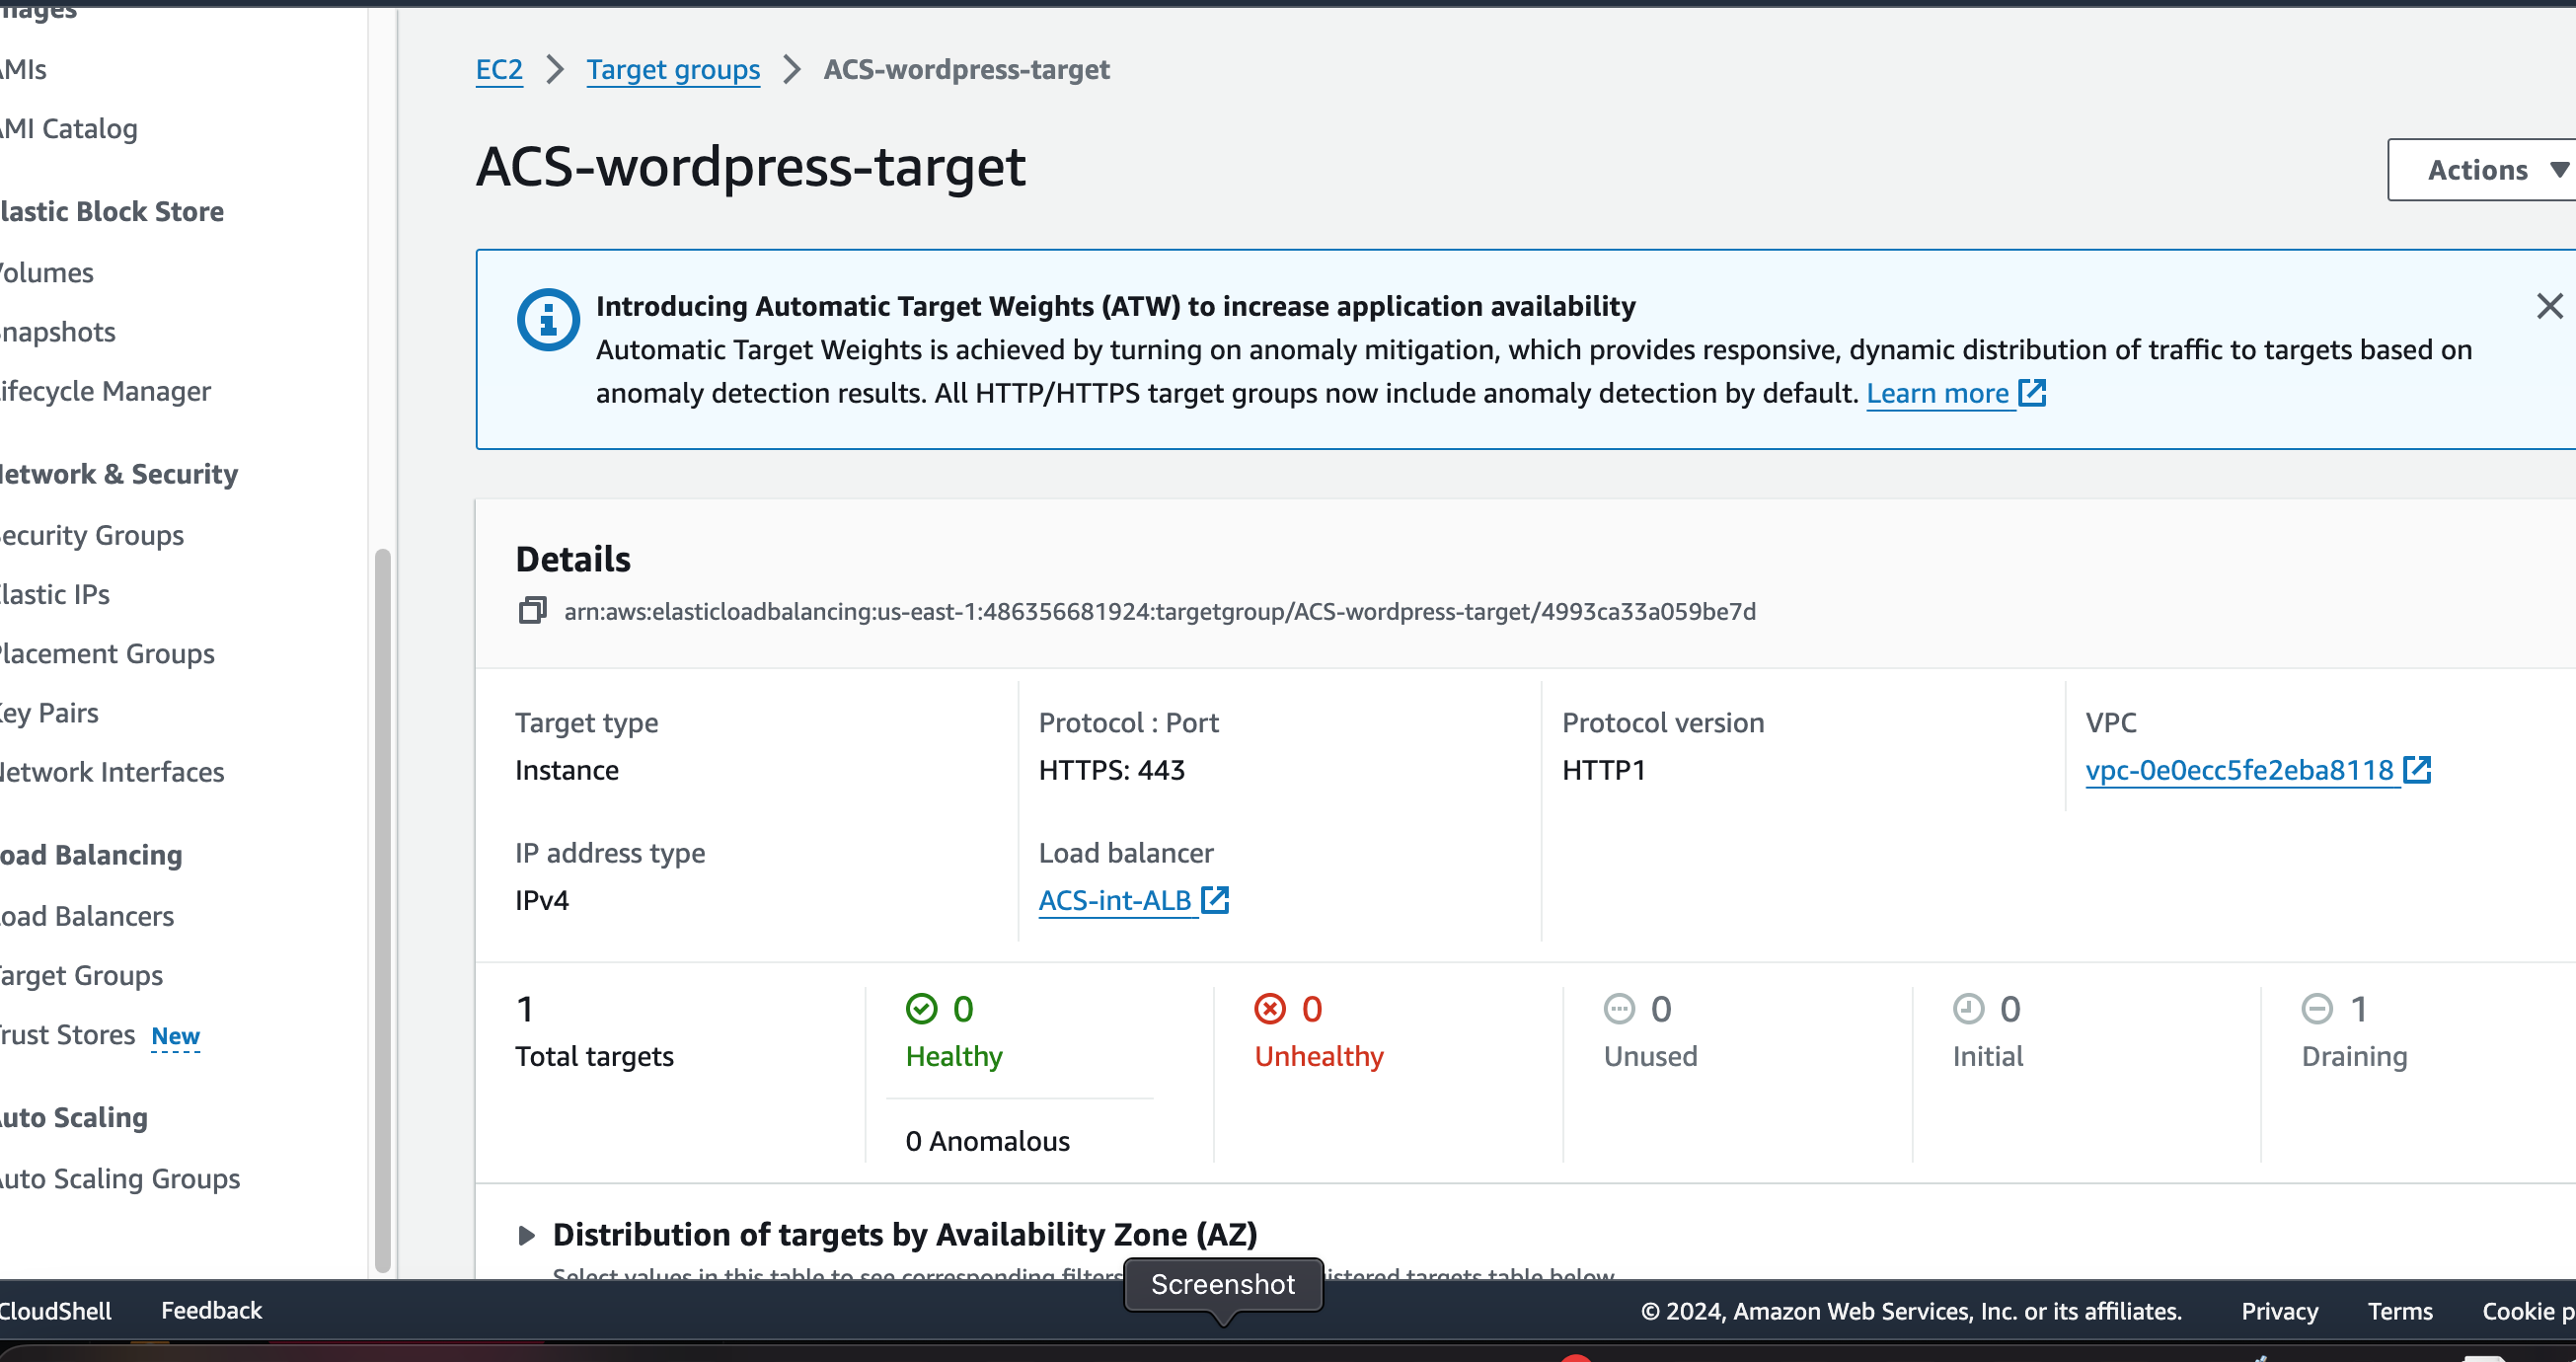 mages
AMIs
AMI Catalog
lastic Block Store
Volumes
napshots
ifecycle Manager
etwork & Security
ecurity Groups
lastic IPs
Placement Groups
Key Pairs
Network Interfaces
oad Balancing
oad Balancers
Target Groups
rust Stores New
uto Scaling
Auto Scaling Groups
EC2 > Target groups > ACS-wordpress-target
ACS-wordpress-target
Actions
Introducing Automatic Target Weights (ATW) to increase application availability
Automatic Target Weights is achieved by turning on anomaly mitigation, which provides responsive, dynamic distribution of traffic to targets based on
anomaly detection results. All HTTP/HTTPS target groups now include anomaly detection by default. Learn more
Details
arn:aws:elasticloadbalancing:us-east-1:486356681924:targetgroup/ACS-wordpress-target/4993ca33a059be7d
Target type
Instance
Protocol : Port
HTTPS: 443
Protocol version
HTTP1
VPC
vpc-0e0ecc5fe2eba8118
IP address type
IPv4
Load balancer
ACS-int-ALB
1
Total targets
0
Healthy
0 Anomalous
0
Unhealthy
0
Unused
0
Initial
1
Draining
Distribution of targets by Availability Zone (AZ)
Select values in this table to see corresponding filters istered targets table below
Screenshot
CloudShell
Feedback
© 2024, Amazon Web Services, Inc. or its affiliates.
Privacy
Terms
Cookie p